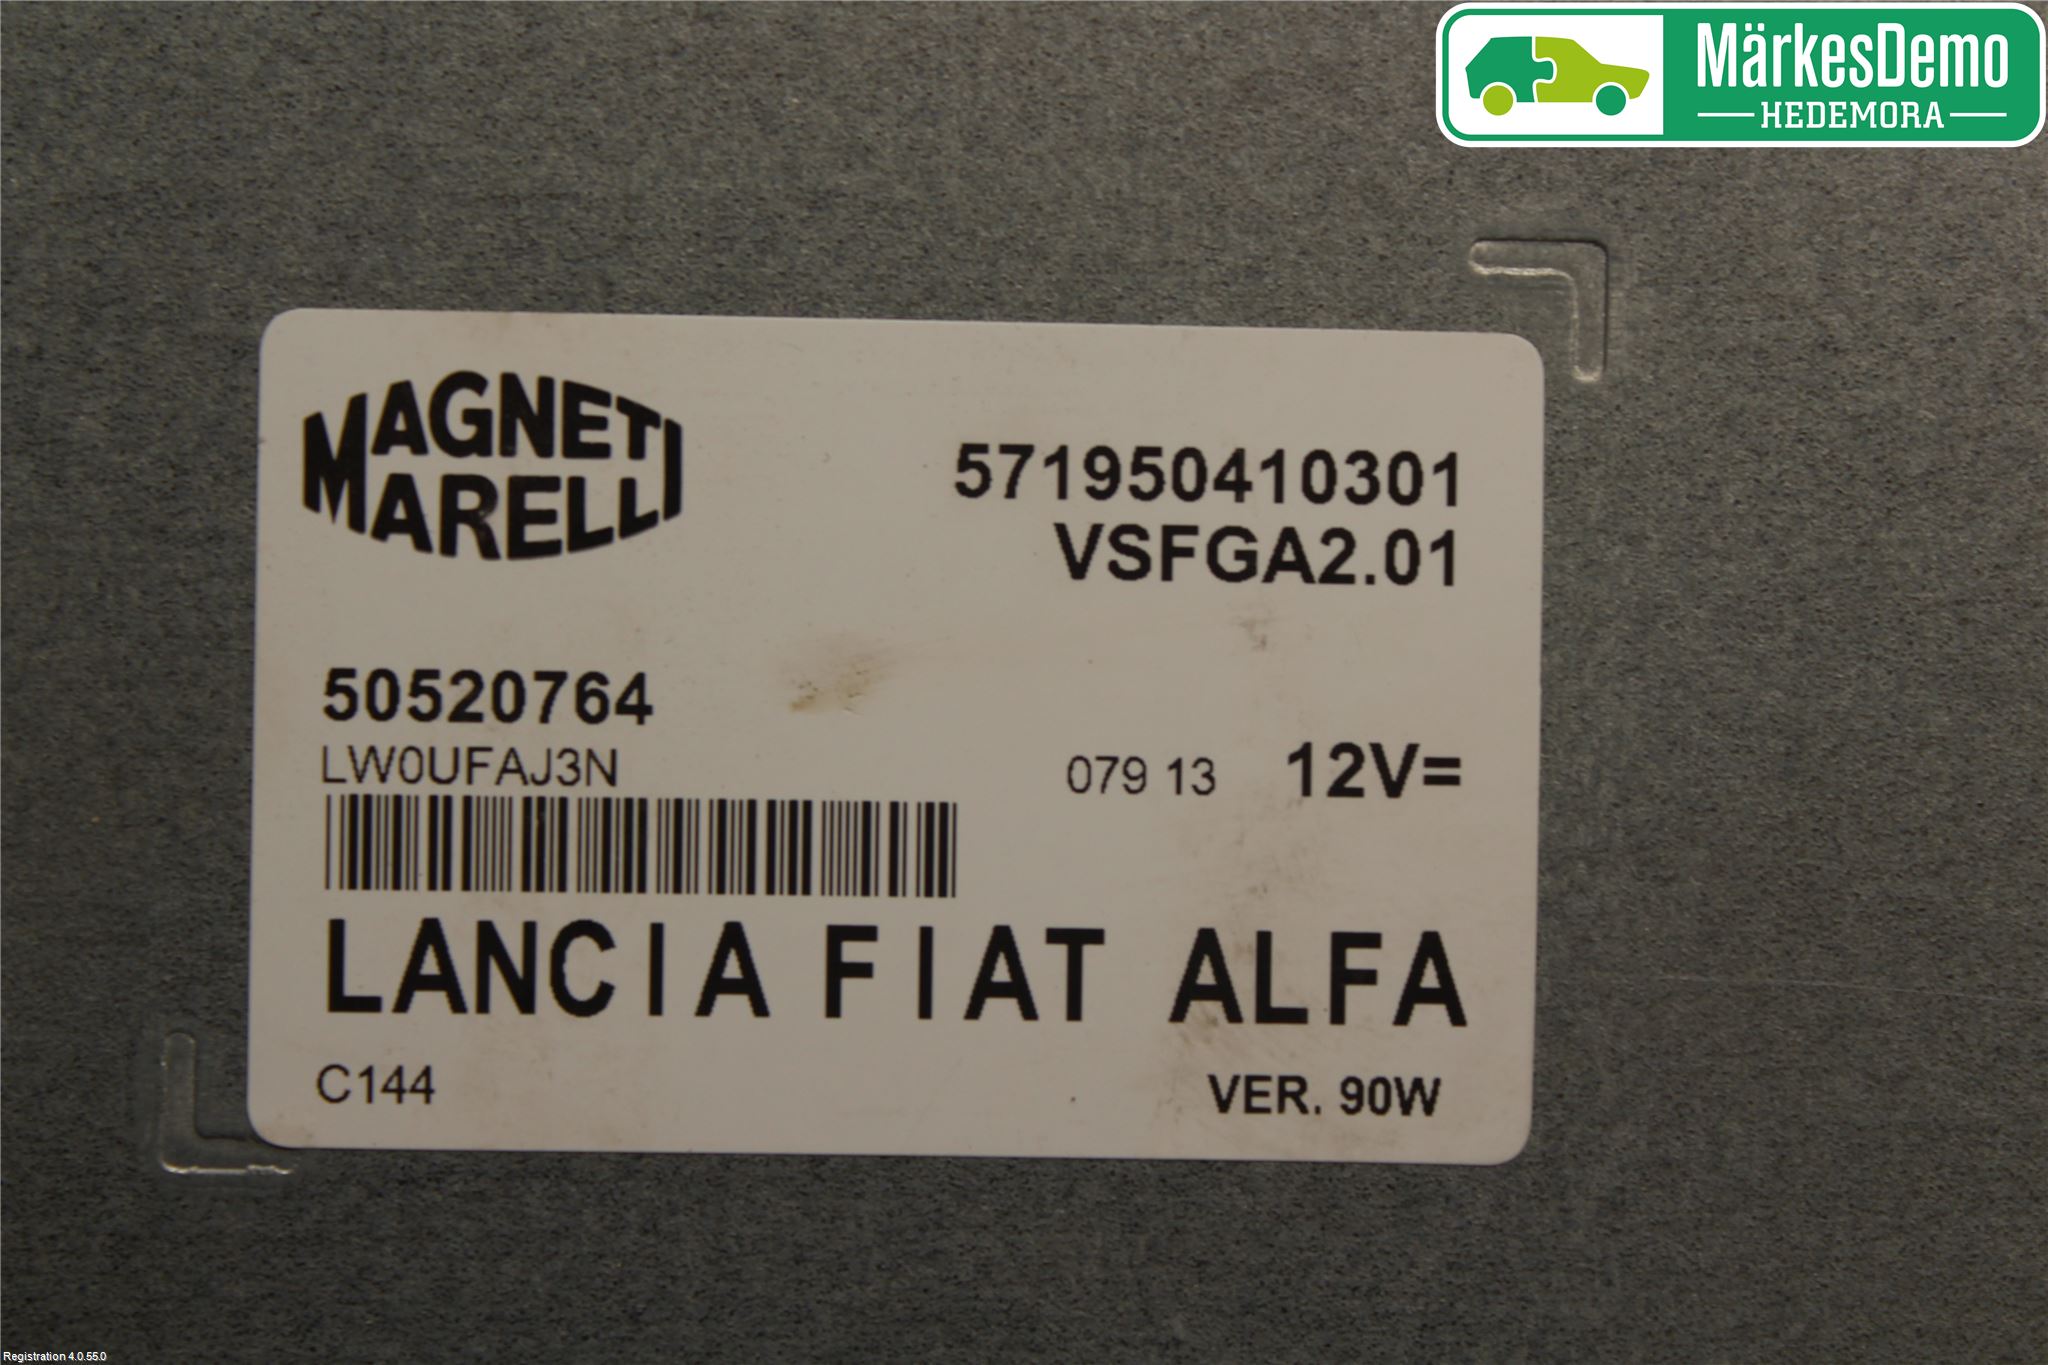 MärkesDemo
HEDEMORA
MAGNETI
MARELLI
571950410301
VSFGA2.01
50520764
LW0UFAJ3N
079 13 12V=
LANCIA FIAT ALFA
C144 VER. 90W
Registration 4.0.55.0